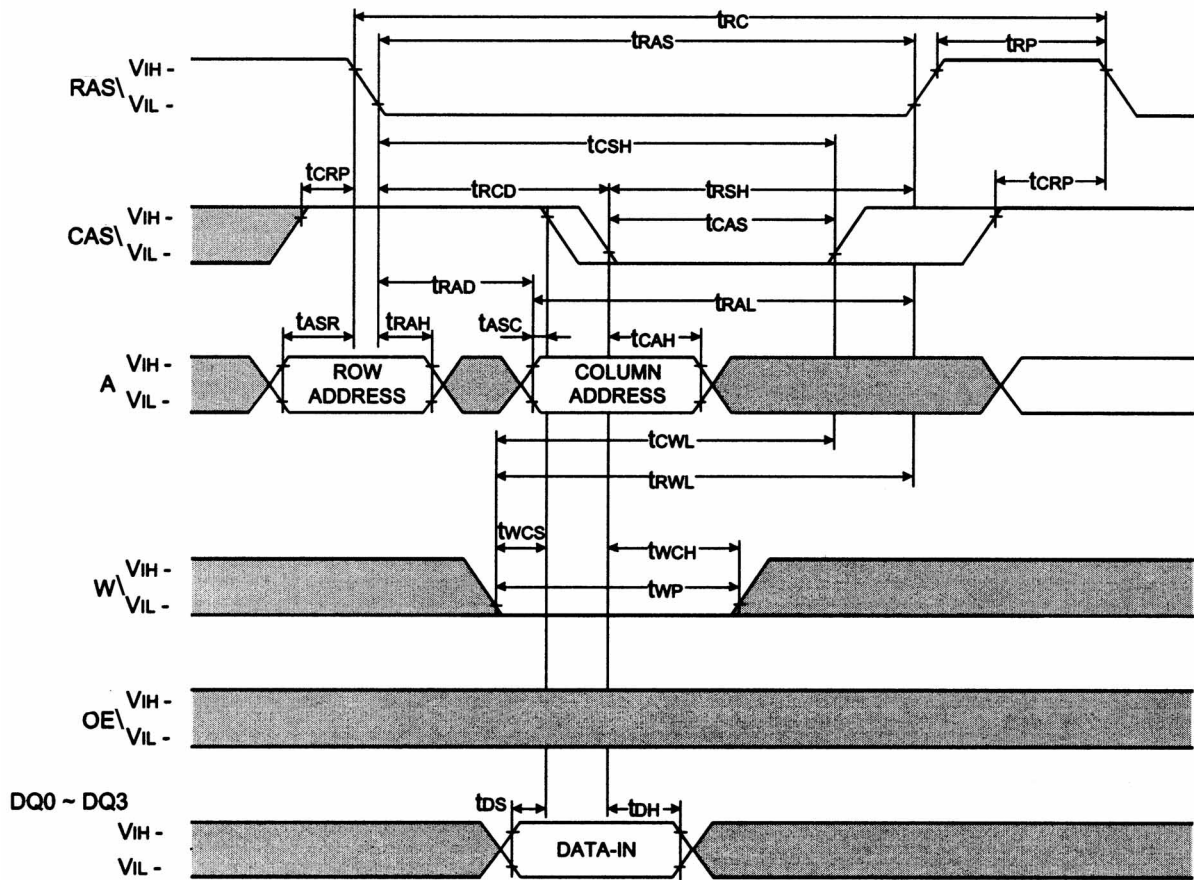 tRC
tRAS
tRP
RAS\
VIH -
VIL -
tCSH
tCRP
tRCD
tRSH
tCRP
CAS\
VIH -
VIL -
tCAS
tRAD
tRAL
tASR
tRAH
tASC
tCAH
A
VIH -
VIL -
ROW
ADDRESS
COLUMN
ADDRESS
tCWL
tRWL
tWCS
tWCH
W\
VIH -
VIL -
tWP
OE\
VIH -
VIL -
DQ0 ~ DQ3
tDS
tDH
VIH -
VIL -
DATA-IN